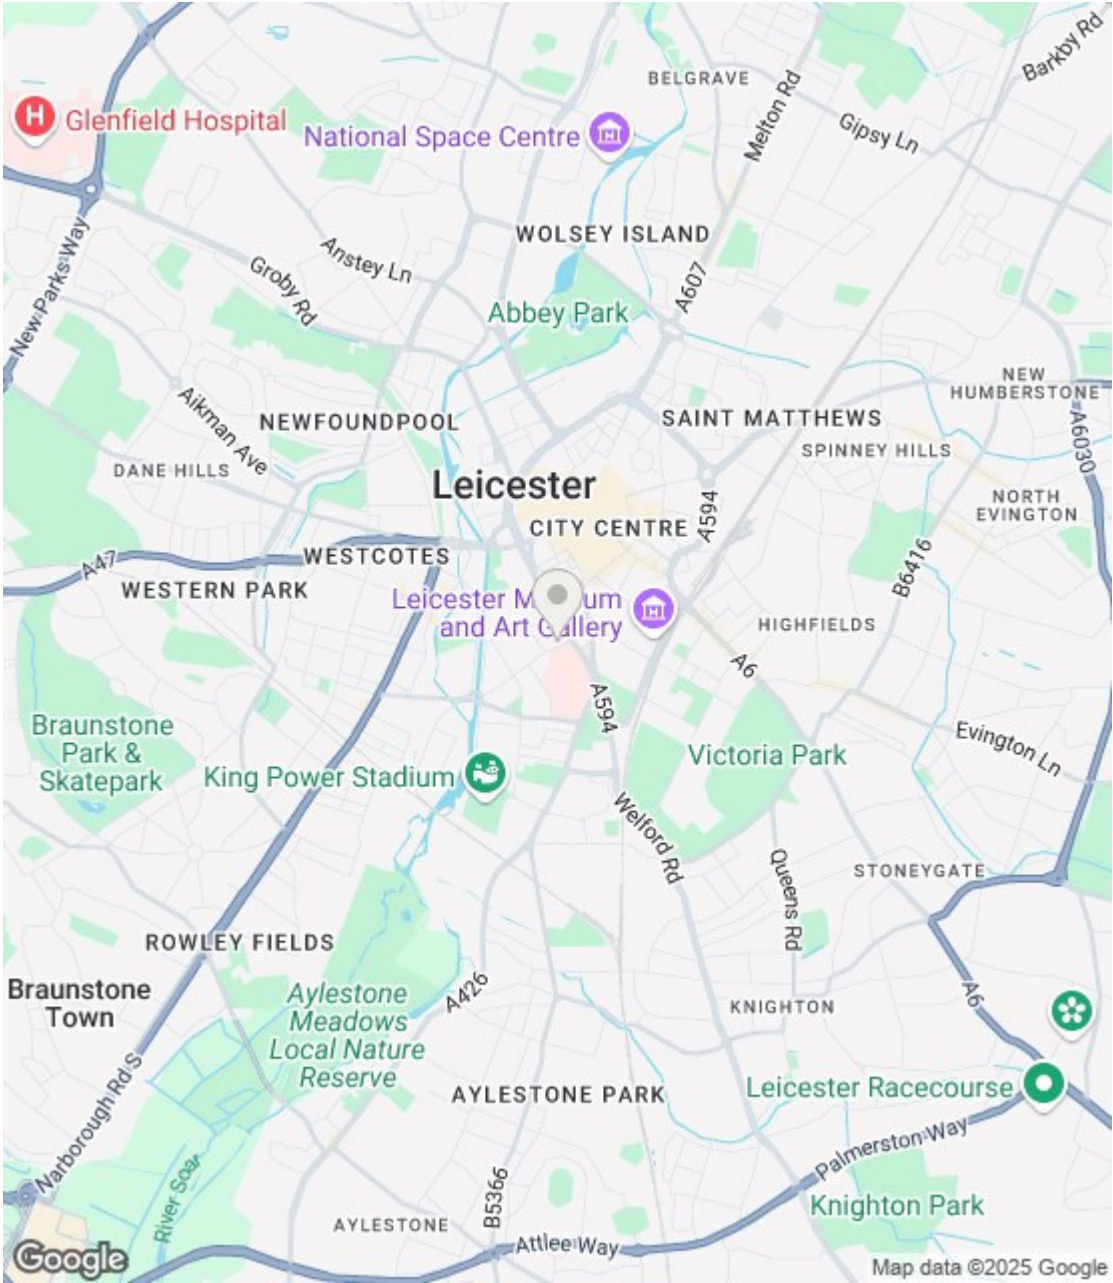 BELGRAVE
Barkby Rd
Melton Rd
H
Glenfield Hospital
National Space Centre
Gipsy Ln
WOLSEY ISLAND
Anstey Ln
Groby Rd
New Parks Way
A607
Abbey Park
NEW
HUMBERSTONE
Aikman Ave
NEWFOUNDPOOL
SAINT MATTHEWS
A6030
SPINNEY HILLS
DANE HILLS
Leicester
CITY CENTRE
A594
NORTH
EVINGTON
A47
WESTCOTES
WESTERN PARK
B6416
Leicester Museum
and Art Gallery
HIGHFIELDS
A6
A594
Braunstone
Park &
Skatepark
Evington Ln
Victoria Park
King Power Stadium
Welford Rd
Queens Rd
STONEYGATE
ROWLEY FIELDS
Braunstone
Town
A426
Aylestone
Meadows
Local Nature
Reserve
A6
KNIGHTON
AYLESTONE PARK
Leicester Racecourse
Narborough Rd S
Palmerston Way
River Soar
B5366
Knighton Park
AYLESTONE
Attlee Way
Google
Map data ©2025 Google